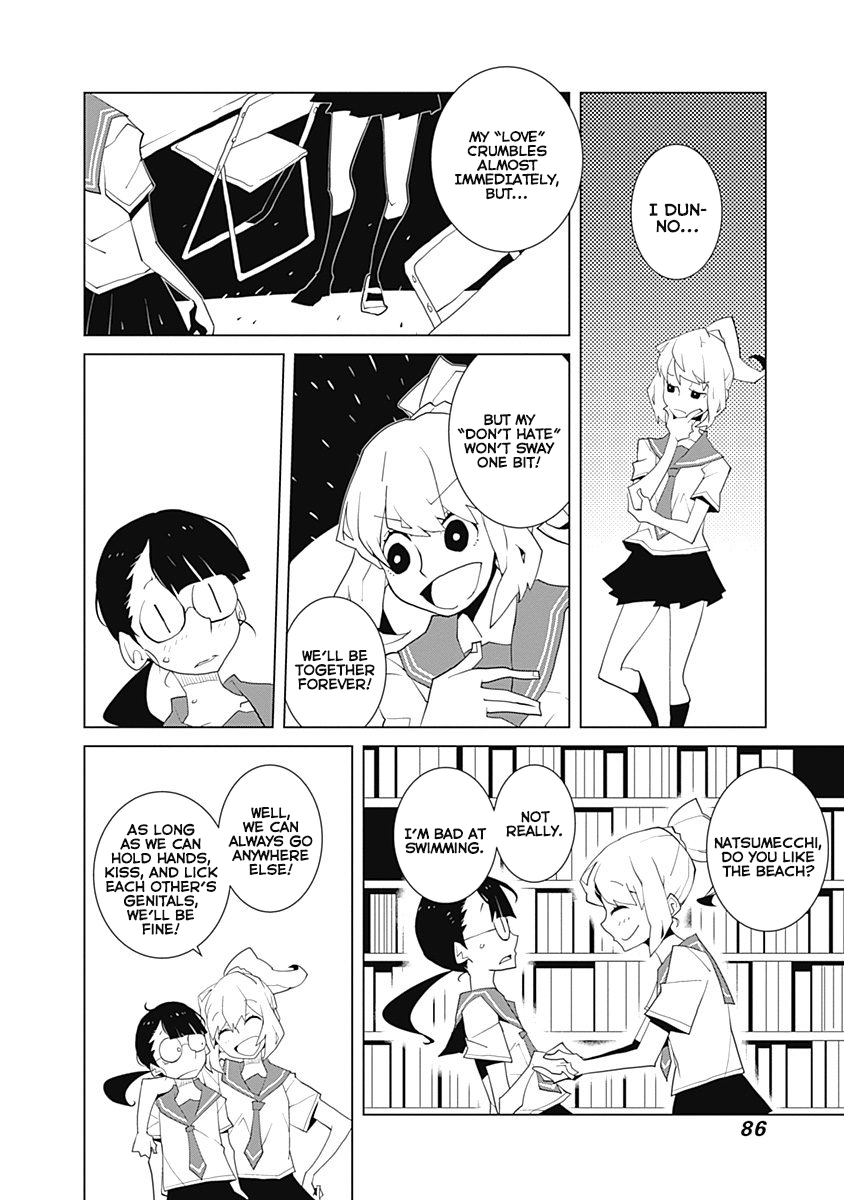 I DUN-
NO...
MY "LOVE"
CRUMBLES
ALMOST
IMMEDIATELY,
BUT...
BUT MY
"DON'T HATE"
WON'T SWAY
ONE BIT!
WE'LL BE
TOGETHER
FOREVER!
NATSUMECCHI,
DO YOU LIKE
THE BEACH?
NOT
REALLY.
I'M BAD AT
SWIMMING.
WELL,
WE CAN
ALWAYS GO
ANYWHERE
ELSE!
AS LONG
AS WE CAN
HOLD HANDS,
KISS, AND LICK
EACH OTHER'S
GENITALS,
WE'LL BE
FINE!
86